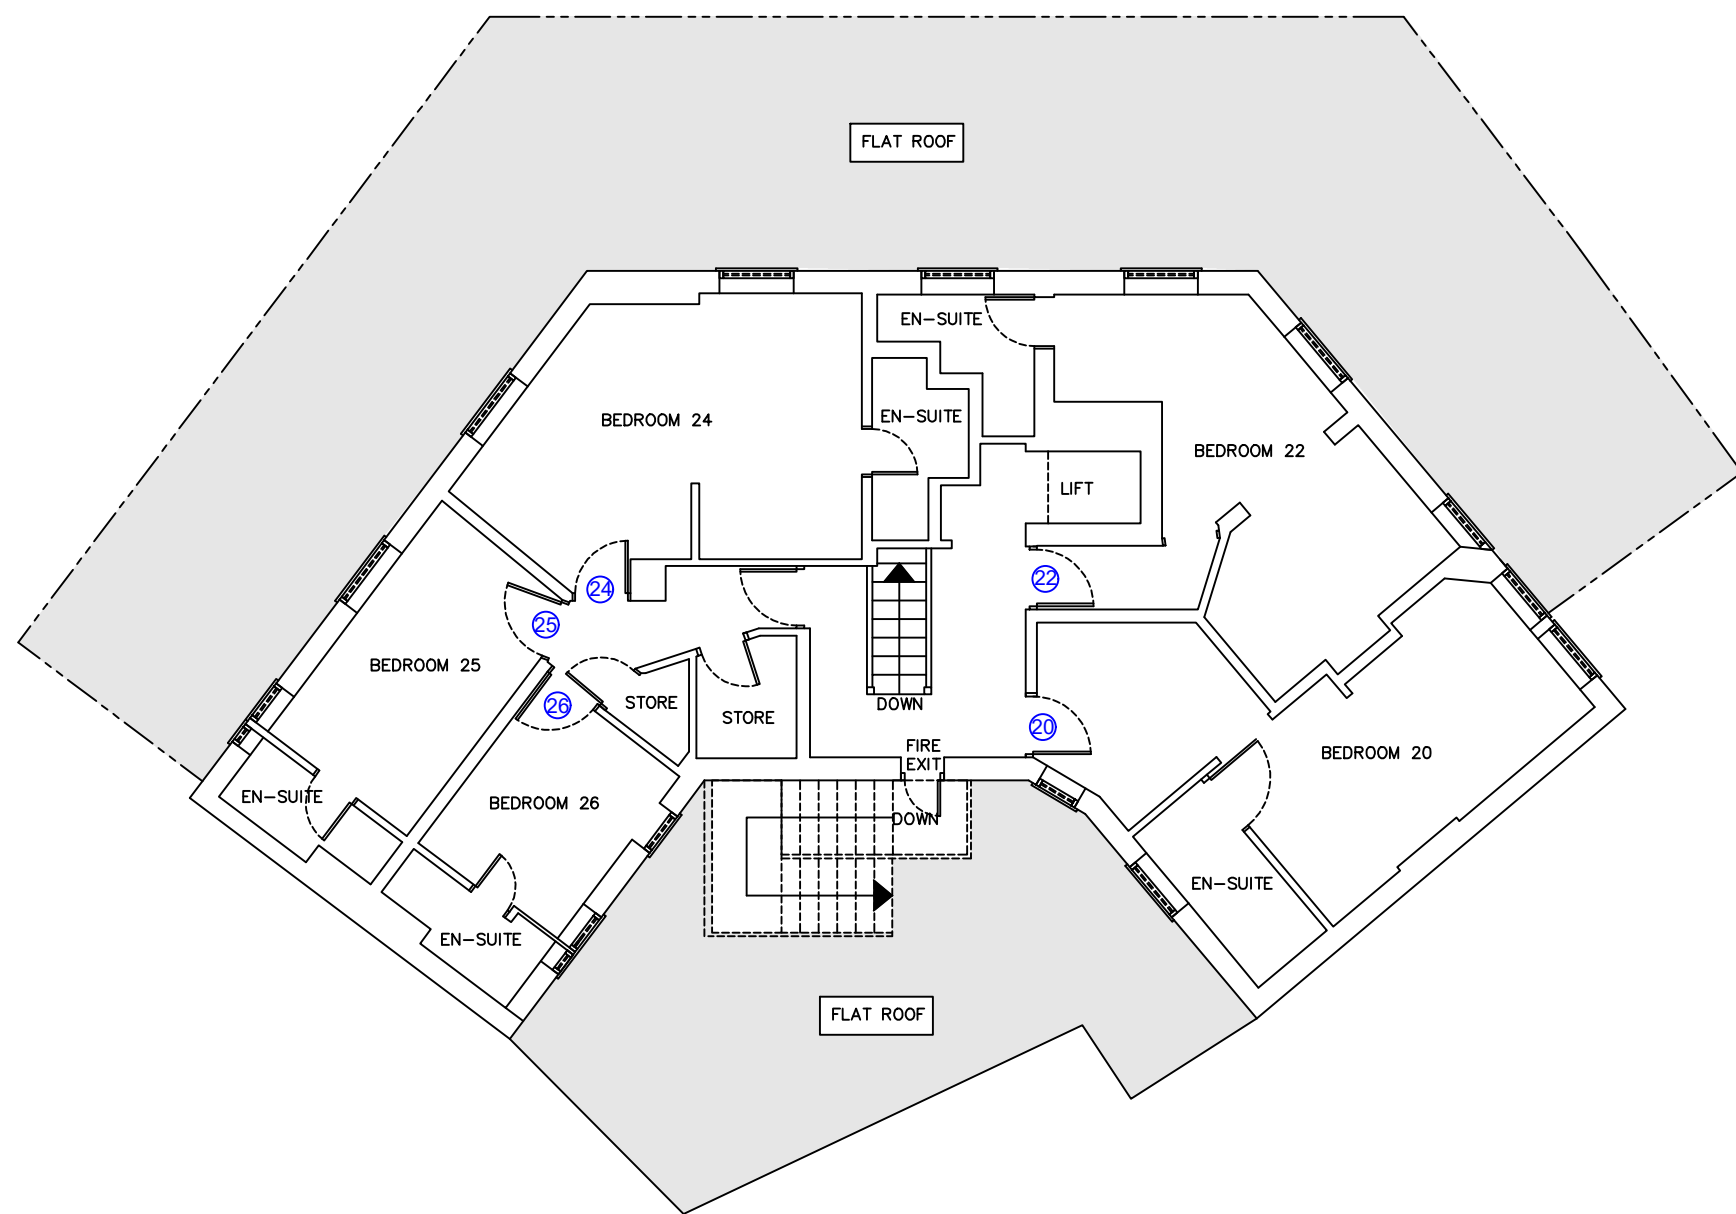 FLAT ROOF
EN-SUITE
BEDROOM 24
EN-SUITE
BEDROOM 22
LIFT
22
24
25
BEDROOM 25
STORE
26
STORE
DOWN
20
FIRE
EXIT
BEDROOM 20
EN-SUITE
BEDROOM 26
DOWN
EN-SUITE
EN-SUITE
FLAT ROOF